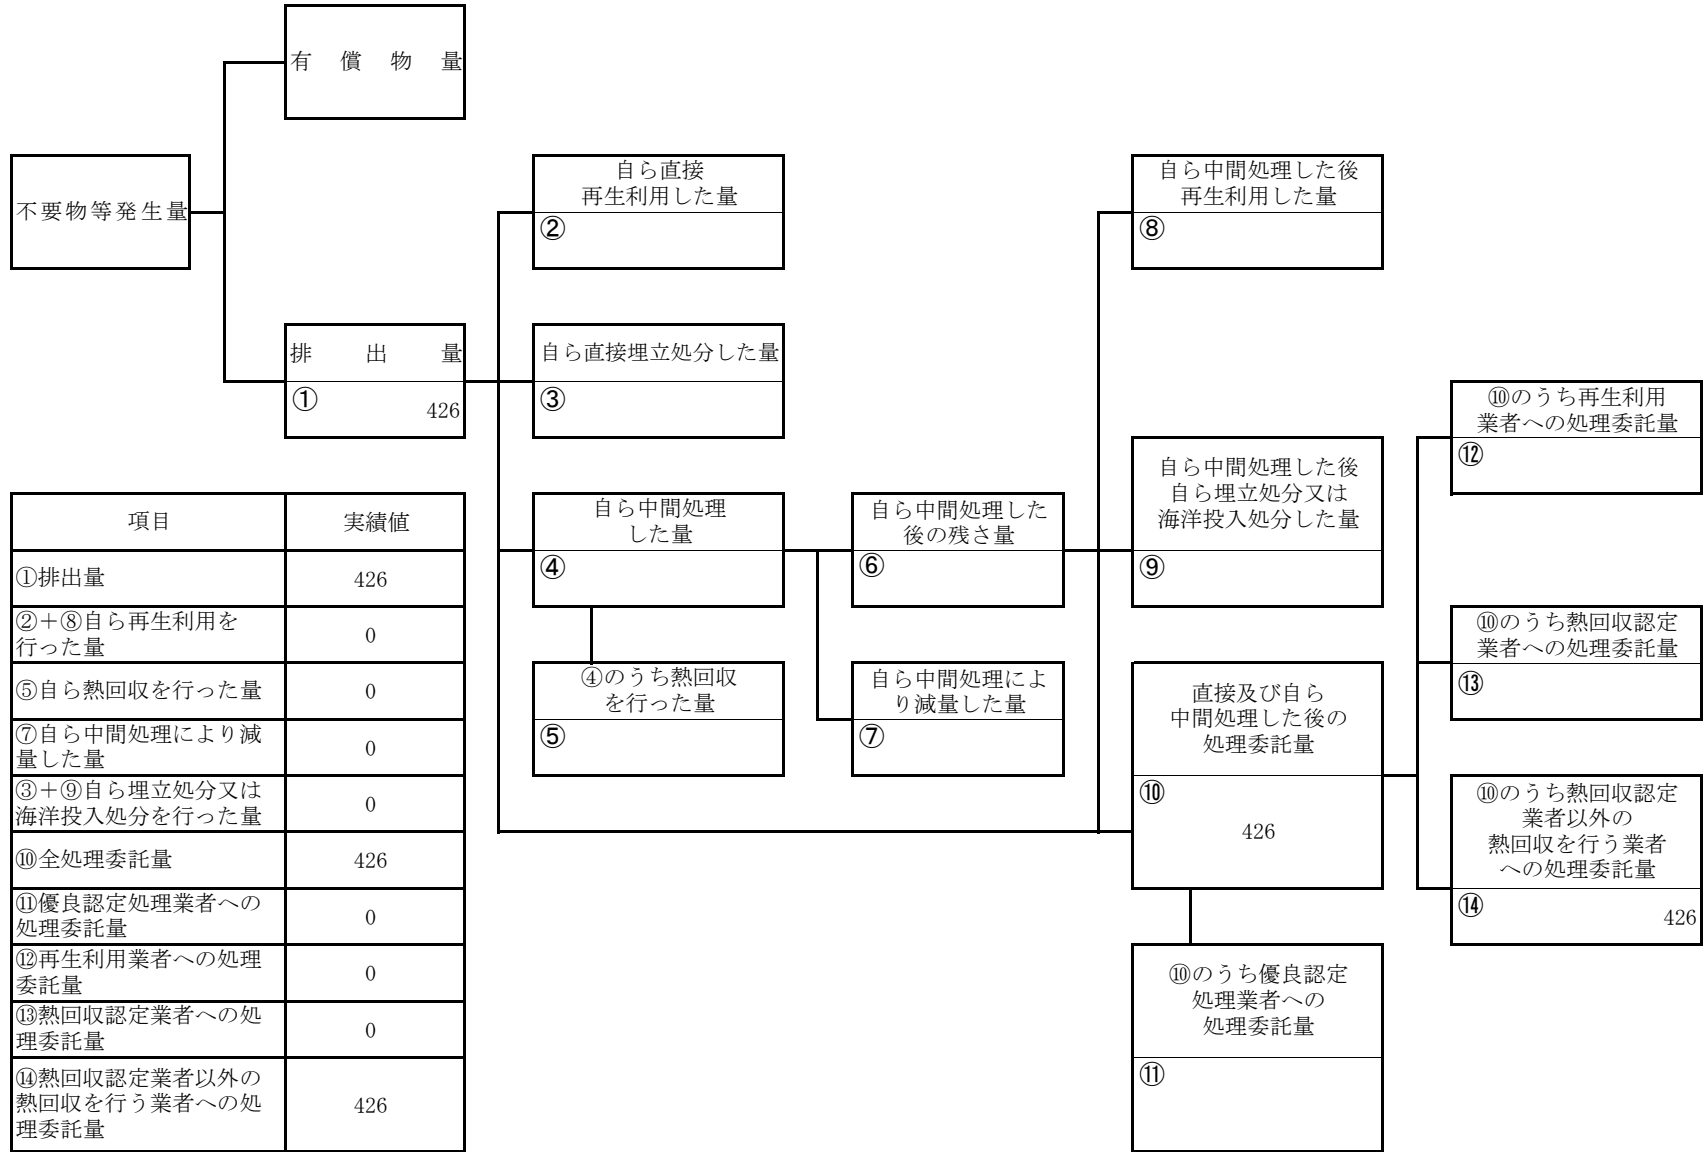 有償物量
不要物等発生量
自ら直接
再生利用した量
②
自ら中間処理した後
再生利用した量
⑧
排出量
①
426
自ら直接埋立処分した量
③
⑩のうち再生利用
業者への処理委託量
⑫
自ら中間処理した後
自ら埋立処分又は
海洋投入処分した量
⑨
自ら中間処理
した量
④
自ら中間処理した
後の残さ量
⑥
⑩のうち熱回収認定
業者への処理委託量
⑬
④のうち熱回収
を行った量
⑤
自ら中間処理によ
り減量した量
⑦
直接及び自ら
中間処理した後の
処理委託量
⑩
426
⑩のうち熱回収認定
業者以外の
熱回収を行う業者
への処理委託量
⑭
426
⑩のうち優良認定
処理業者への
処理委託量
⑪
項目 実績値
①排出量 426
②+⑧自ら再生利用を
行った量 0
⑤自ら熱回収を行った量 0
⑦自ら中間処理により減
量した量 0
③+⑨自ら埋立処分又は
海洋投入処分を行った量 0
⑩全処理委託量 426
⑪優良認定処理業者への
処理委託量 0
⑫再生利用業者への処理
委託量 0
⑬熱回収認定業者への処
理委託量 0
⑭熱回収認定業者以外の
熱回収を行う業者への処
理委託量 426